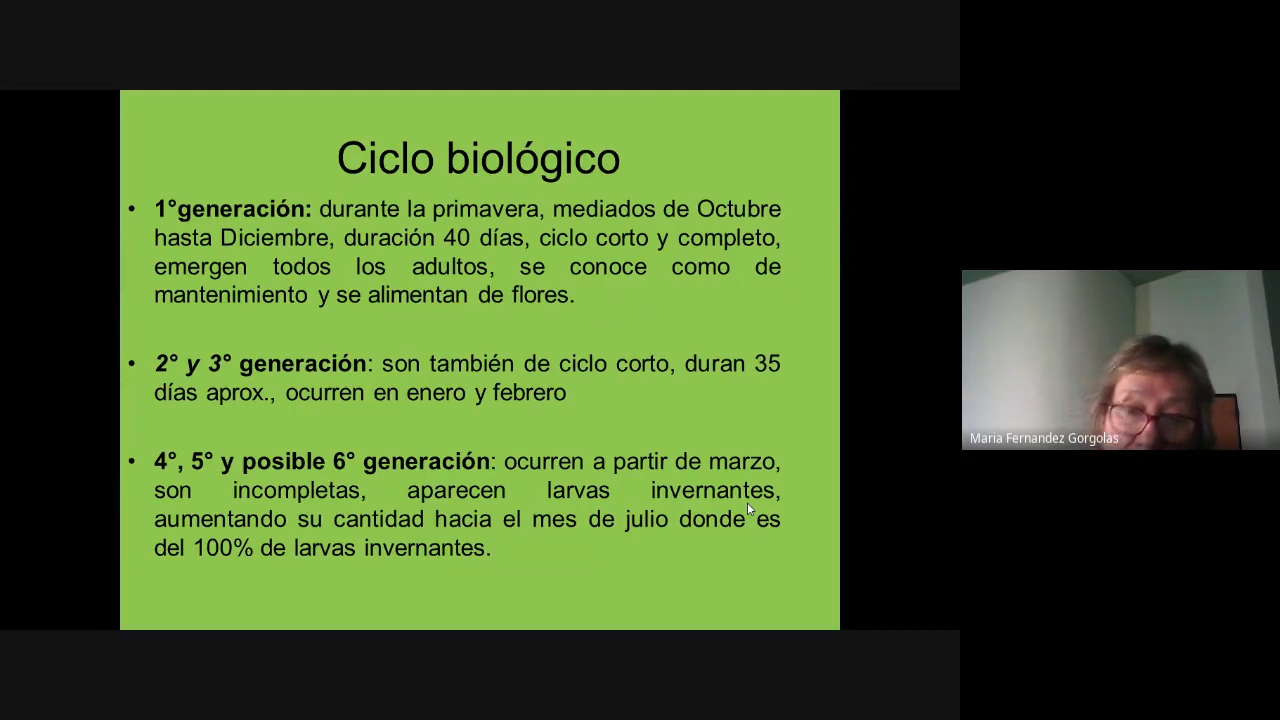 Ciclo biológico
• 1°generación: durante la primavera, mediados de Octubre
hasta Diciembre, duración 40 días, ciclo corto y completo,
emergen todos los adultos, se conoce como de
mantenimiento y se alimentan de flores.
• 2° y 3° generación: son también de ciclo corto, duran 35
días aprox., ocurren en enero y febrero
• 4°, 5° y posible 6° generación: ocurren a partir de marzo,
son incompletas, aparecen larvas invernantes,
aumentando su cantidad hacia el mes de julio donde es
del 100% de larvas invernantes.
Maria Fernandez Gorgolas